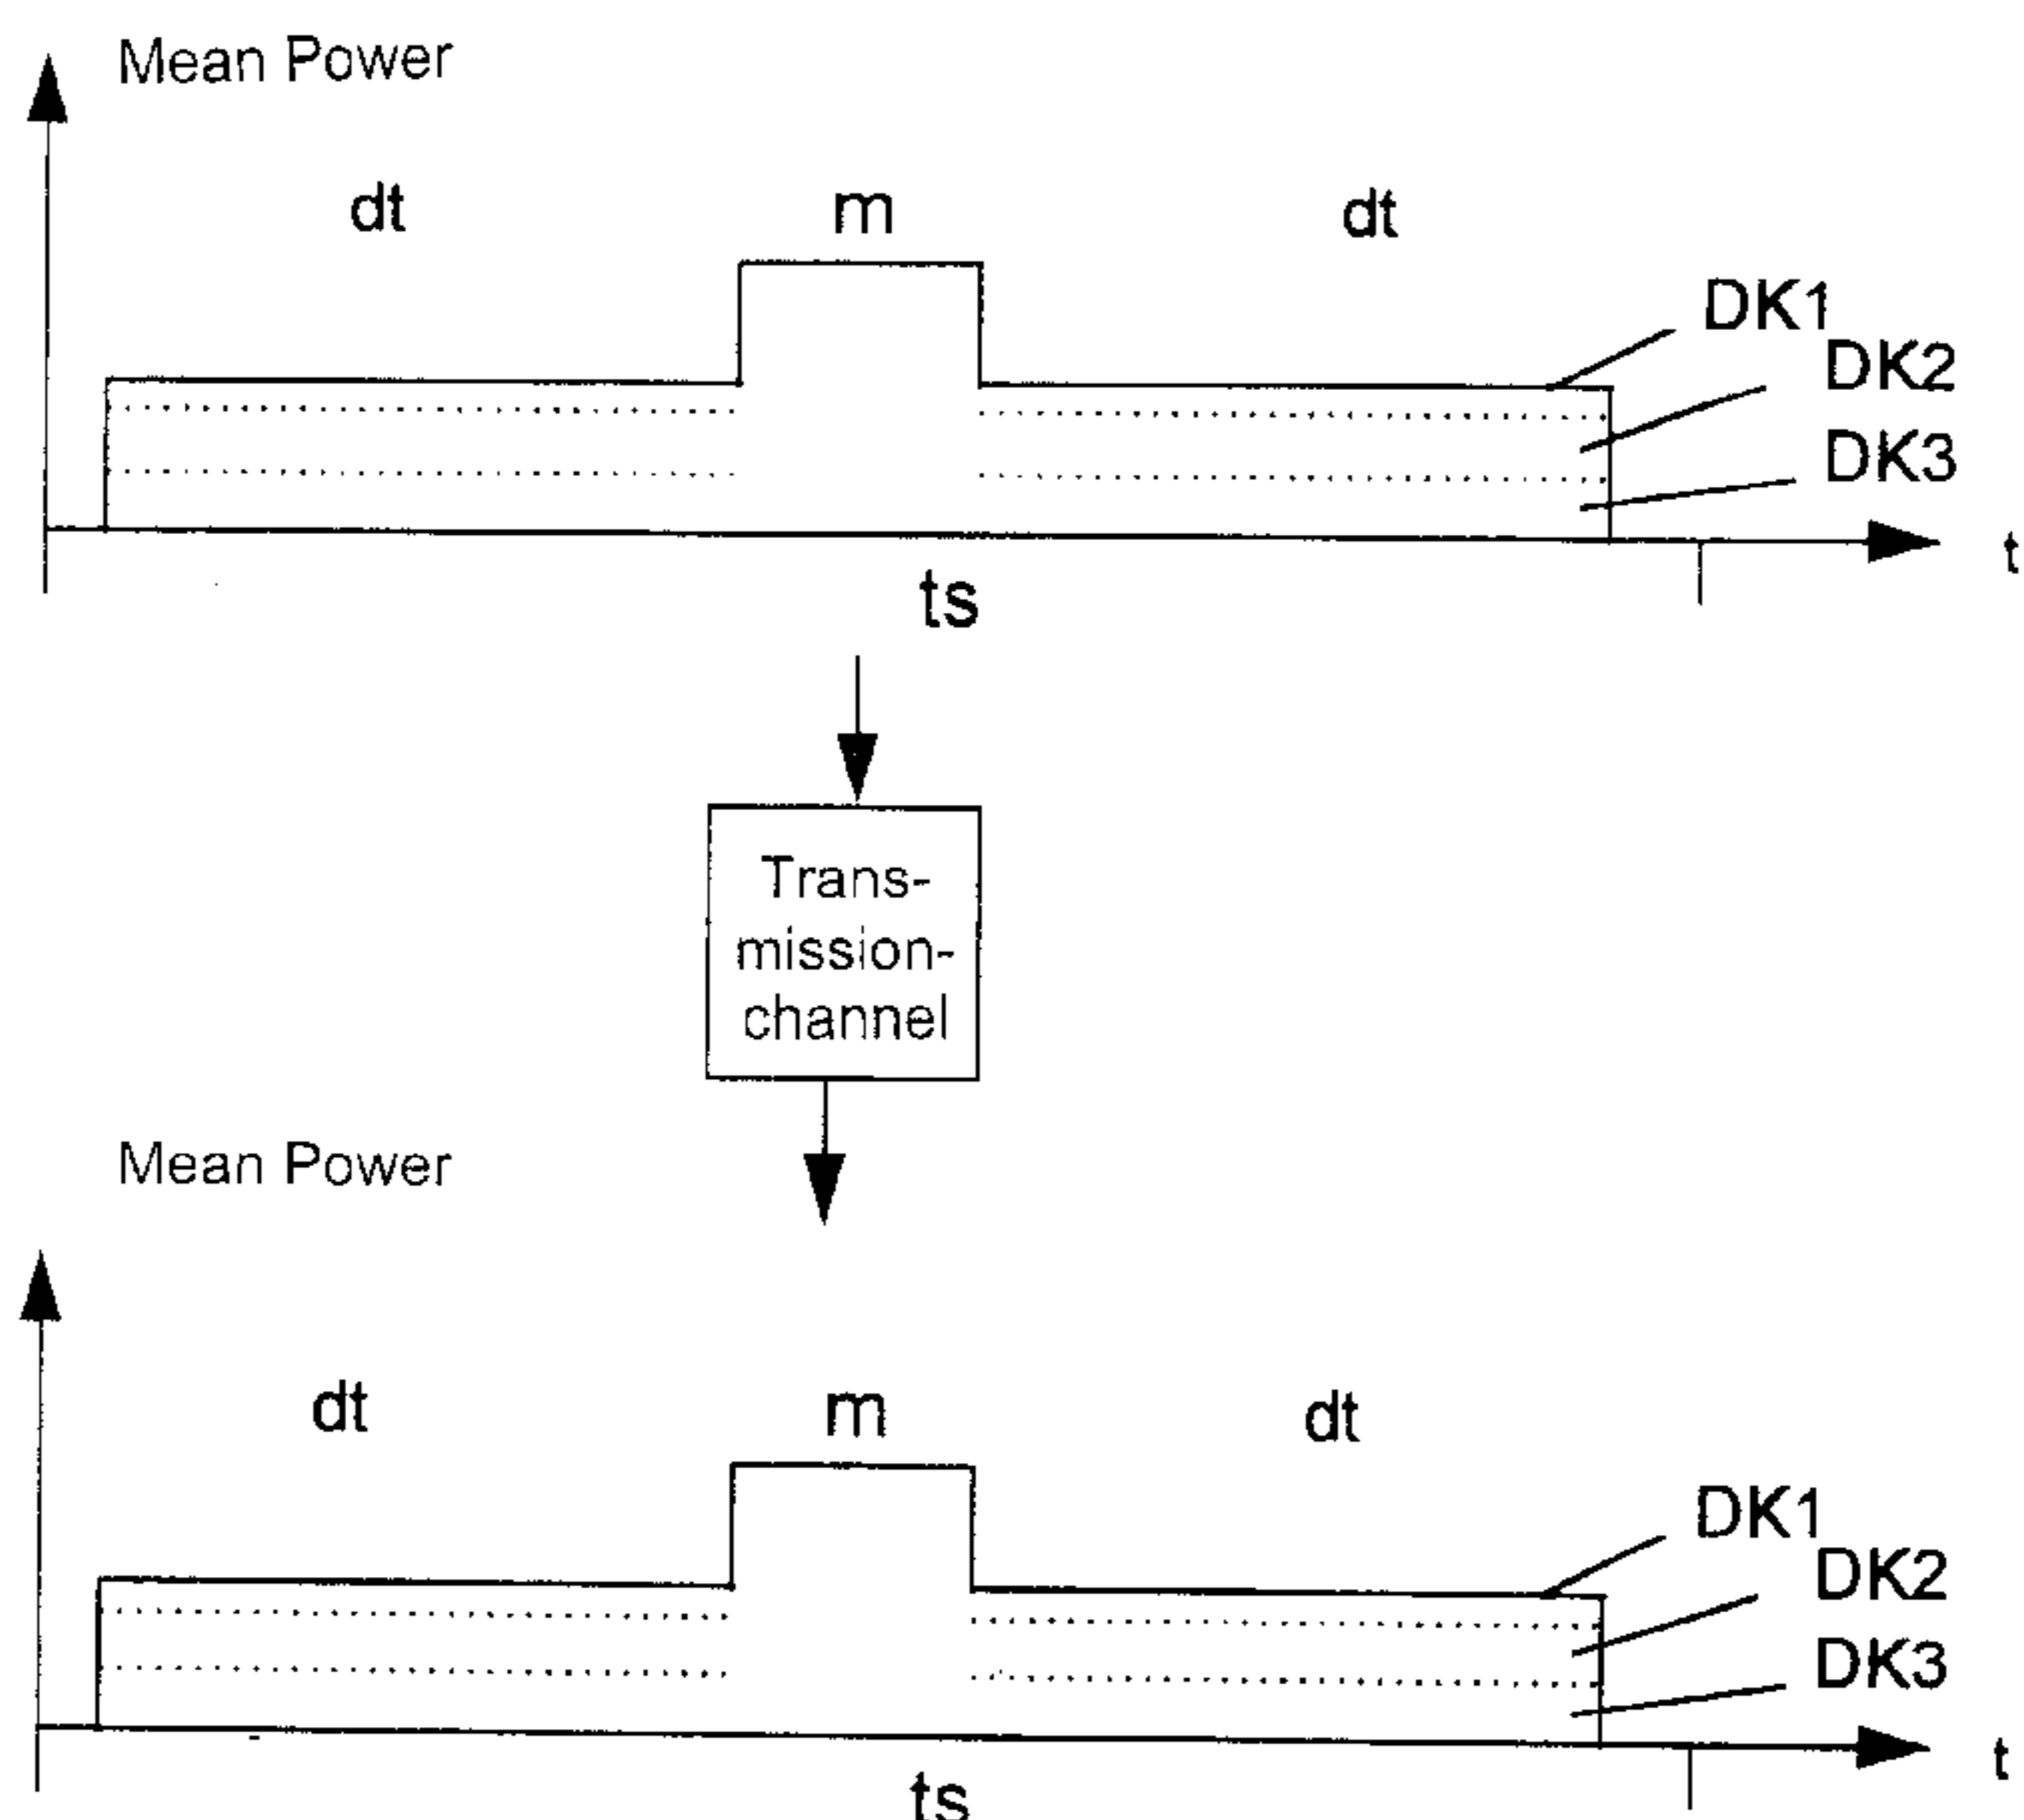 Mean Power
dt
m
dt
DK1
DK2
DK3
t
ts
Trans-
mission-
channel
Mean Power
dt
m
dt
DK1
DK2
DK3
t
ts